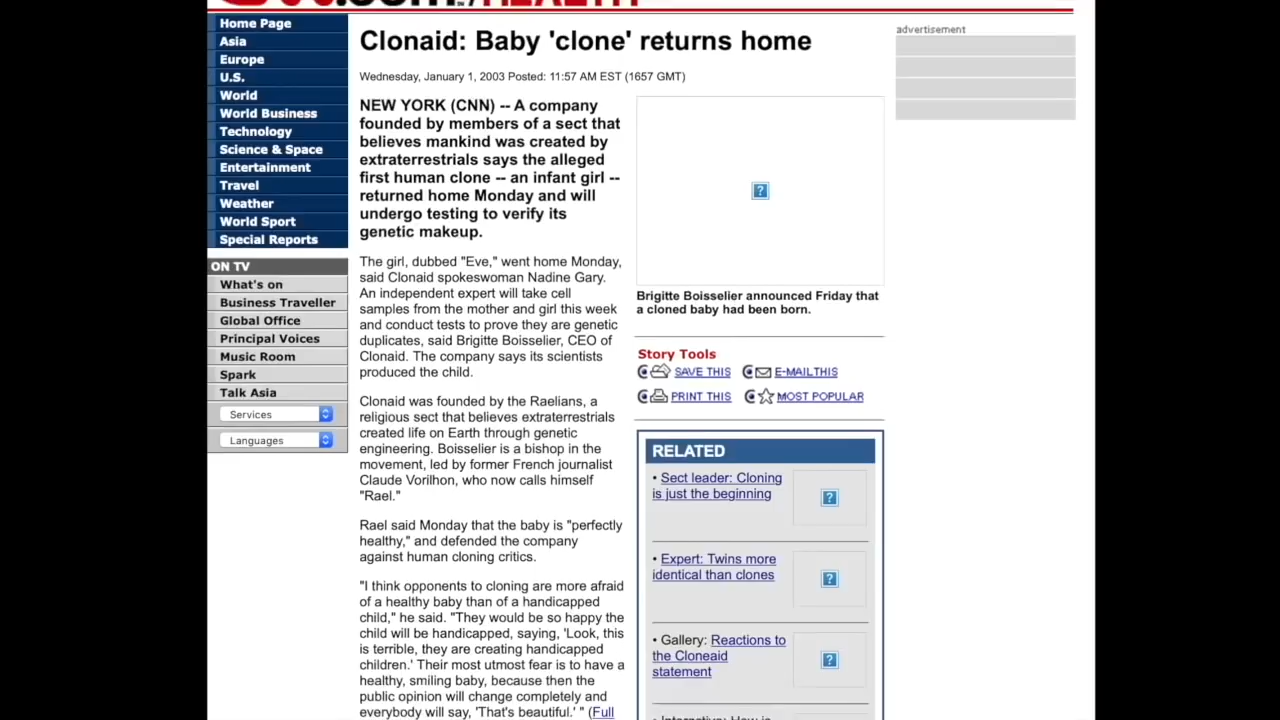 .com./HEALTH
Home Page
Asia
Europe
U.S.
World
World Business
Technology
Science & Space
Entertainment
Travel
Weather
World Sport
Special Reports
ON TV
What's on
Business Traveller
Global Office
Principal Voices
Music Room
Spark
Talk Asia
Services
Languages
Clonaid: Baby 'clone' returns home
Wednesday, January 1, 2003 Posted: 11:57 AM EST (1657 GMT)
NEW YORK (CNN) -- A company
founded by members of a sect that
believes mankind was created by
extraterrestrials says the alleged
first human clone -- an infant girl --
returned home Monday and will
undergo testing to verify its
genetic makeup.
The girl, dubbed "Eve," went home Monday,
said Clonaid spokeswoman Nadine Gary.
An independent expert will take cell
samples from the mother and girl this week
and conduct tests to prove they are genetic
duplicates, said Brigitte Boisselier, CEO of
Clonaid. The company says its scientists
produced the child.
Clonaid was founded by the Raelians, a
religious sect that believes extraterrestrials
created life on Earth through genetic
engineering. Boisselier is a bishop in the
movement, led by former French journalist
Claude Vorilhon, who now calls himself
"Rael."
Rael said Monday that the baby is "perfectly
healthy," and defended the company
against human cloning critics.
"I think opponents to cloning are more afraid
of a healthy baby than of a handicapped
child," he said. "They would be so happy the
child will be handicapped, saying, 'Look, this
is terrible, they are creating handicapped
children.' Their most utmost fear is to have a
healthy, smiling baby, because then the
public opinion will change completely and
everybody will say, 'That's beautiful.' " (Full
Brigitte Boisselier announced Friday that
a cloned baby had been born.
Story Tools
SAVE THIS E-MAIL THIS
PRINT THIS MOST POPULAR
RELATED
• Sect leader: Cloning
is just the beginning
• Expert: Twins more
identical than clones
• Gallery: Reactions to
the Cloneaid
statement
• Interactive: How is
advertisement